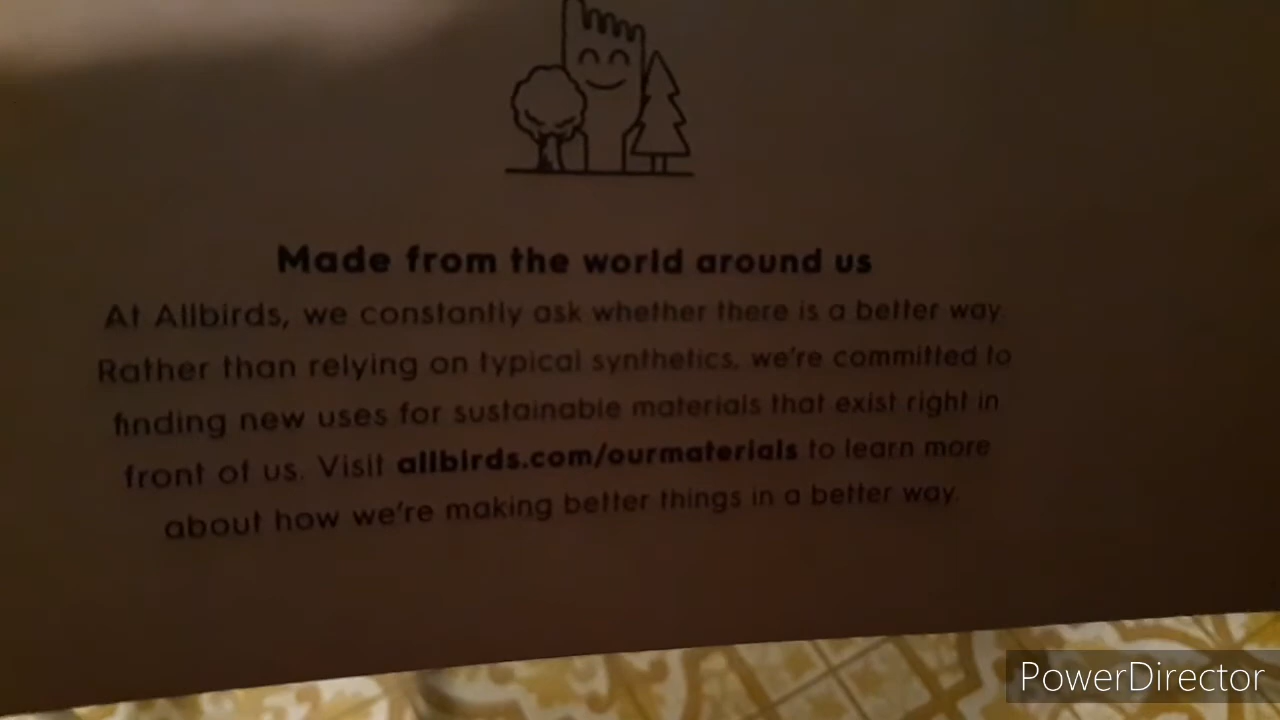 Made from the world around us
At Allbirds, we constantly ask whether there is a better way.
Rather than relying on typical synthetics, we're committed to
finding new uses for sustainable materials that exist right in
front of us. Visit allbirds.com/ourmaterials to learn more
about how we're making better things in a better way.
PowerDirector